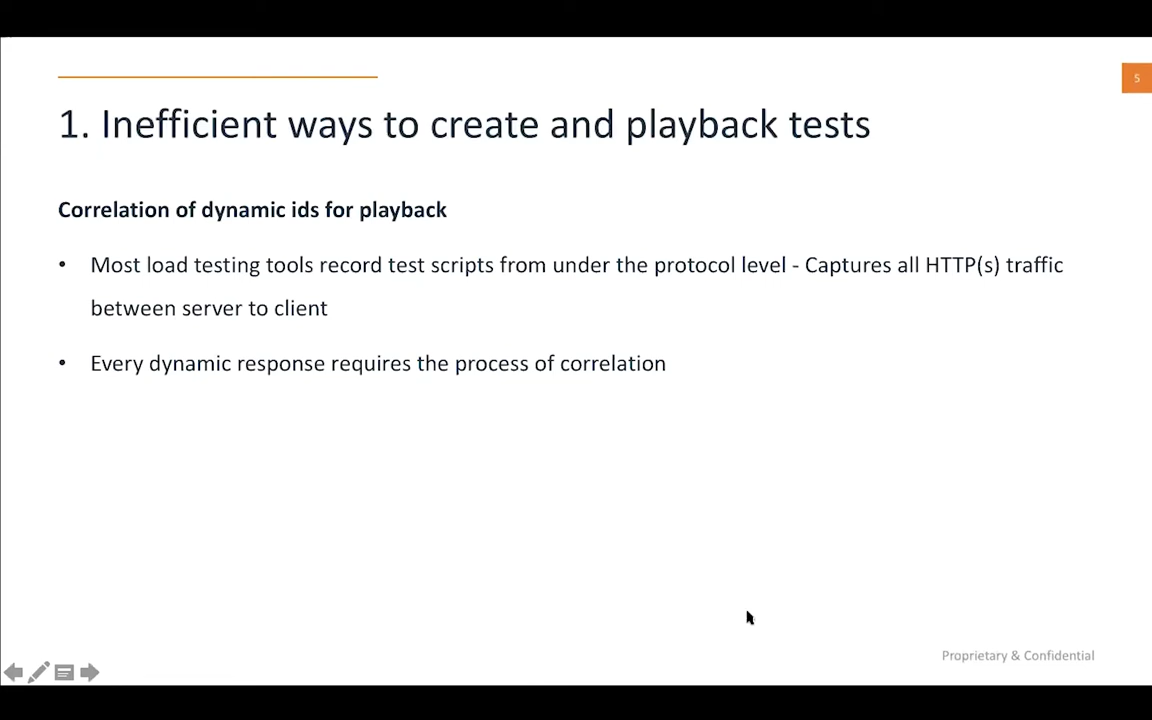 5
1. Inefficient ways to create and playback tests
Correlation of dynamic ids for playback
• Most load testing tools record test scripts from under the protocol level - Captures all HTTP(s) traffic
between server to client
• Every dynamic response requires the process of correlation
Proprietary & Confidential